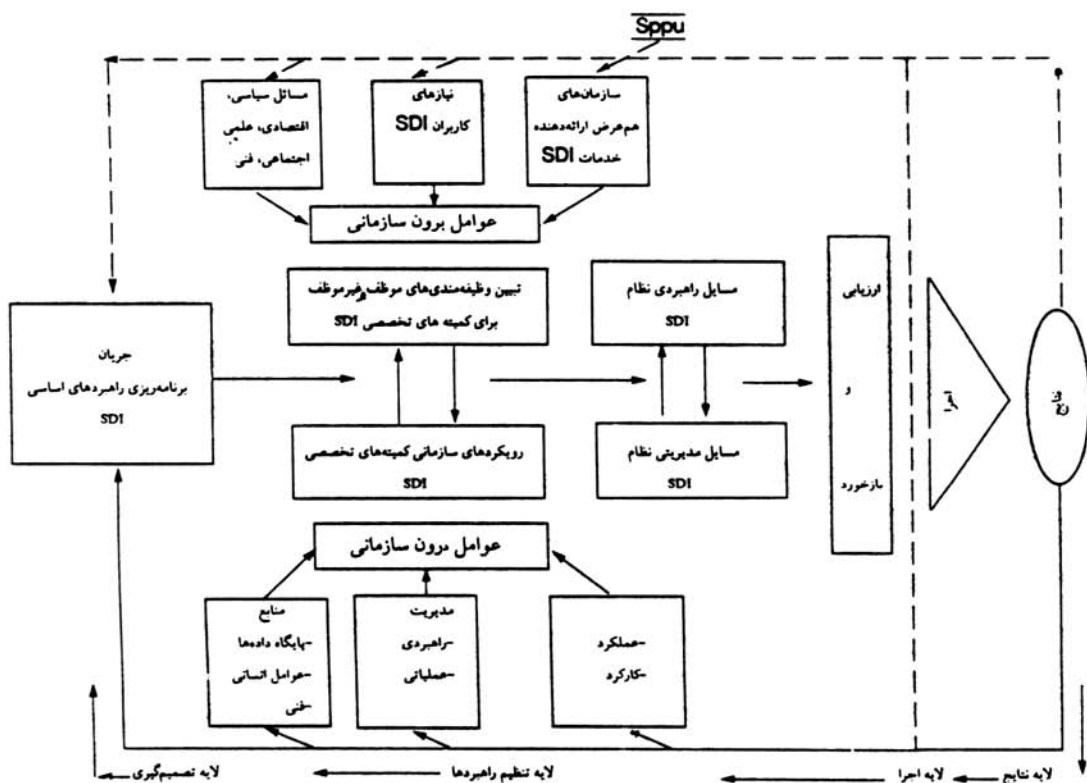 Sppu
سازمان‌های
هم‌عرض ارائه‌دهنده
خدمات SDI
نیازهای
کاربران SDI
مسائل سیاسی،
اقتصادی، علمی
اجتماعی، فنی
عوامل برون سازمانی
تبیین وظیفه‌مندی‌های موظف و غیرموظف
برای کمیته های تخصصی SDI
مسایل راهبردی نظام
SDI
جریان
برنامه‌ریزی راهبردهای اساسی
SDI
رویکردهای سازمانی کمیته‌های تخصصی
SDI
مسایل مدیریتی نظام
SDI
ارزیابی
و
بازخورد
اجرا
نتایج
عوامل درون سازمانی
منابع
-پایگاه داده‌ها
-عوامل انسانی
-فنی
مدیریت
-راهبردی
-عملیاتی
-عملکرد
-کارکرد
لایه نتایج
لایه اجرا
لایه تنظیم راهبردها
لایه تصمیم‌گیری